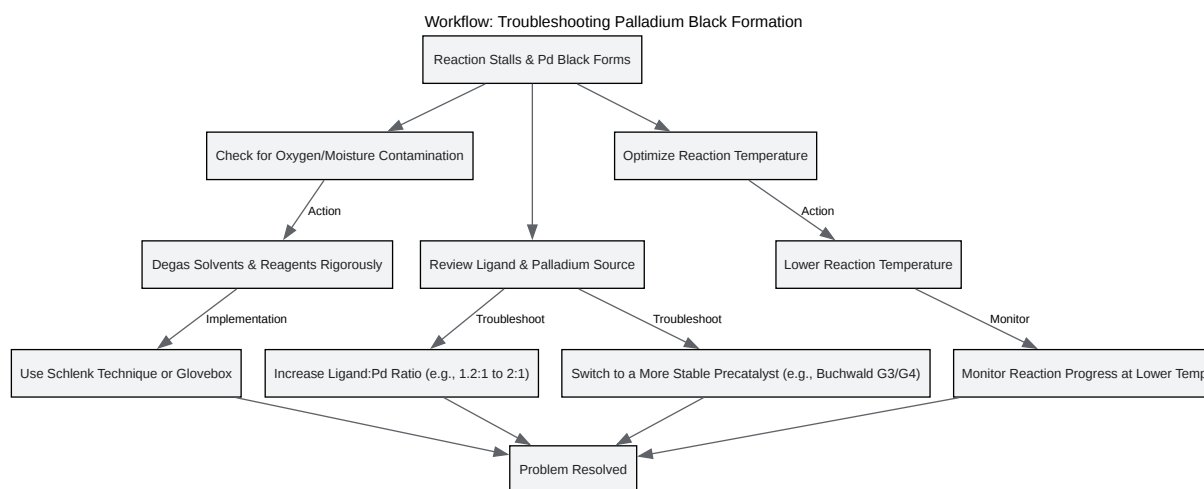 Workflow: Troubleshooting Palladium Black Formation
Reaction Stalls & Pd Black Forms
Check for Oxygen/Moisture Contamination
Optimize Reaction Temperature
Action
Action
Degas Solvents & Reagents Rigorously
Review Ligand & Palladium Source
Lower Reaction Temperature
Implementation
Troubleshoot
Troubleshoot
Monitor
Use Schlenk Technique or Glovebox
Increase Ligand:Pd Ratio (e.g., 1.2:1 to 2:1)
Switch to a More Stable Precatalyst (e.g., Buchwald G3/G4)
Monitor Reaction Progress at Lower Temp
Problem Resolved